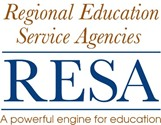 Regional Education
Service Agencies
RESA
A powerful engine for education